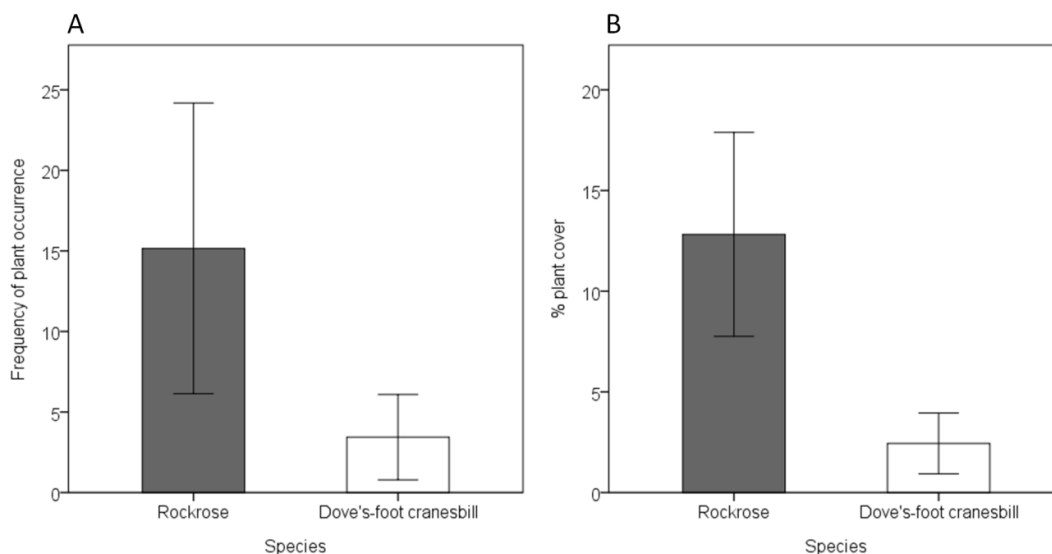 A
Frequency of plant occurrence
25
20
15
10
5
0
Rockrose
Dove's-foot cranesbill
Species
B
% plant cover
20
15
10
5
0
Rockrose
Dove's-foot cranesbill
Species